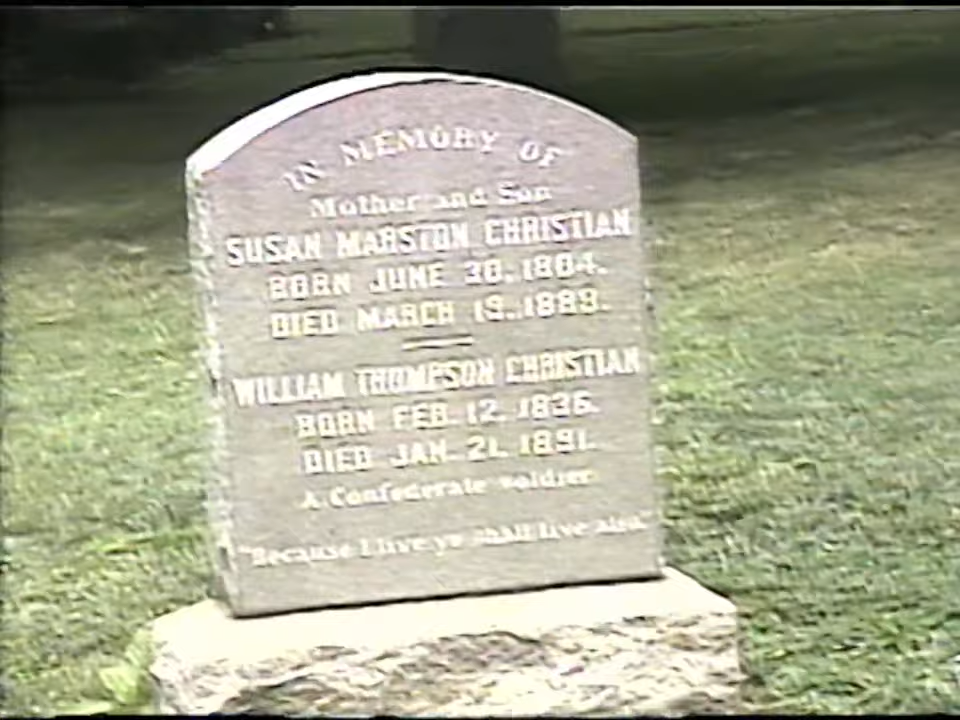 IN MEMORY OF
Mother and Son
SUSAN MARSTON CHRISTIAN
BORN JUNE 30. 1804.
DIED MARCH 19. 1889.
WILLIAM THOMPSON CHRISTIAN
BORN FEB. 12. 1836.
DIED JAN. 21. 1891.
A Confederate soldier
"Because I live ye shall live also."